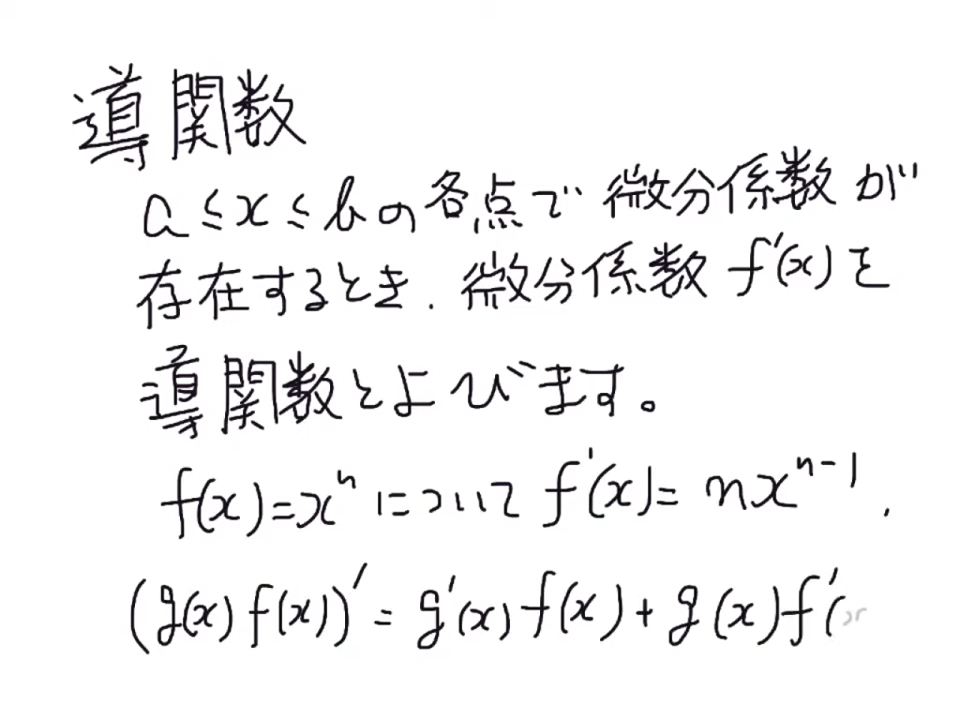 導関数
a≤x≤bの各点で微分係数が
存在するとき.微分係数f'(x)を
導関数とよびます。
f(x)=xⁿについてf'(x)=nxⁿ⁻¹.
(g(x)f(x))'=g'(x)f(x)+g(x)f'(